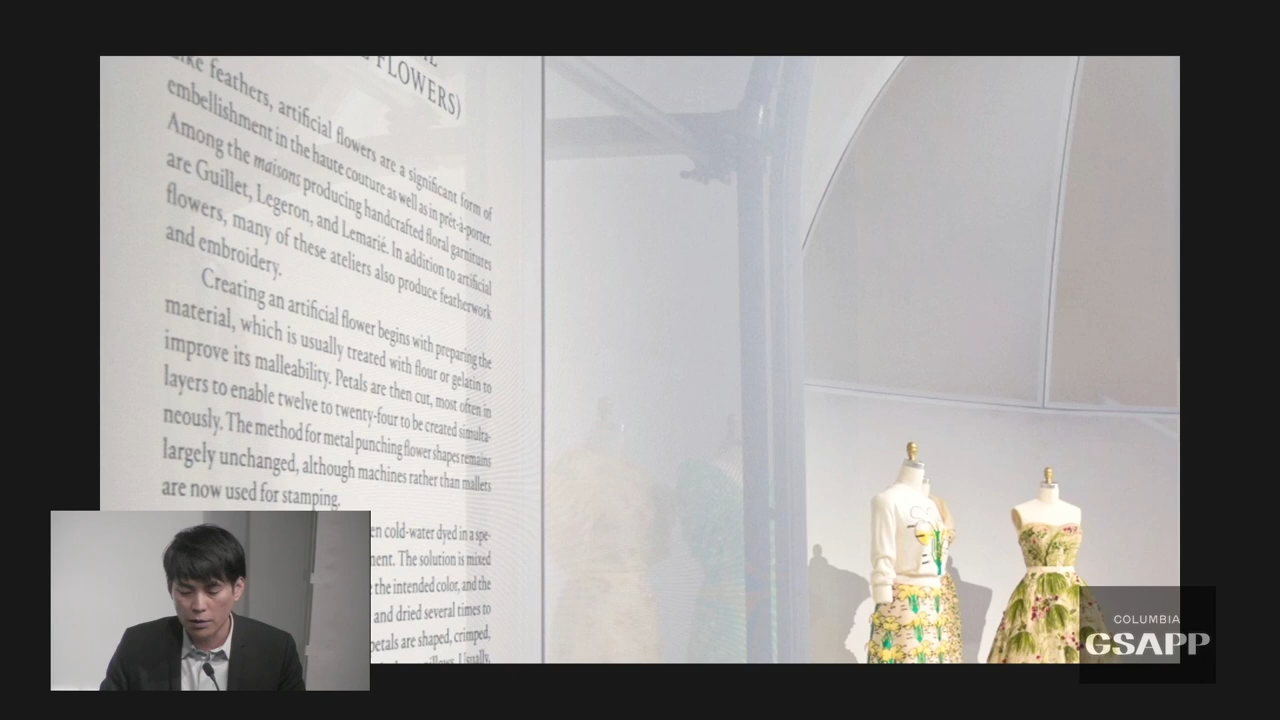 FLOWERS)
like feathers, artificial flowers are a significant form of
embellishment in the haute couture as well as in prêt-à-porter.
Among the maisons producing handcrafted floral garnitures
are Guillet, Legeron, and Lemarié. In addition to artificial
flowers, many of these ateliers also produce featherwork
and embroidery.
Creating an artificial flower begins with preparing the
material, which is usually treated with flour or gelatin to
improve its malleability. Petals are then cut, most often in
layers to enable twelve to twenty-four to be created simulta-
neously. The method for metal punching flower shapes remains
largely unchanged, although machines rather than mallets
are now used for stamping.
en cold-water dyed in a spe-
ment. The solution is mixed
the intended color, and the
and dried several times to
petals are shaped, crimped,
Usually,
COLUMBIA
GSAPP